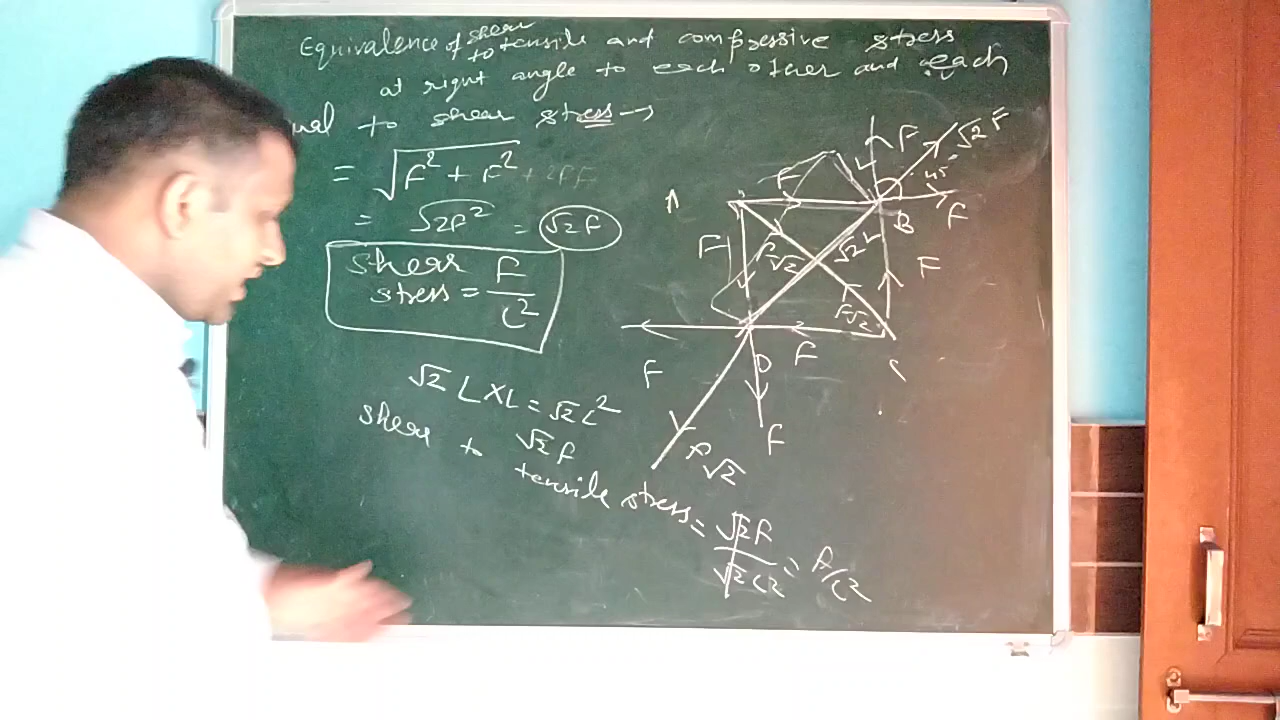 Equivalence of shear to tensile and compressive stress
at right angle to each other and each
ual to shear stress →
= √F² + F² + 2FF
= √2F² = √2F
shear stress = F/L²
√2 L × L = √2 L²
√2 F
shear to tensile stress = √2F/√2L² = F/L²
F √2 F
45°
A F B F
F F√2 √2 L F
F√2
F D F C
F
F√2